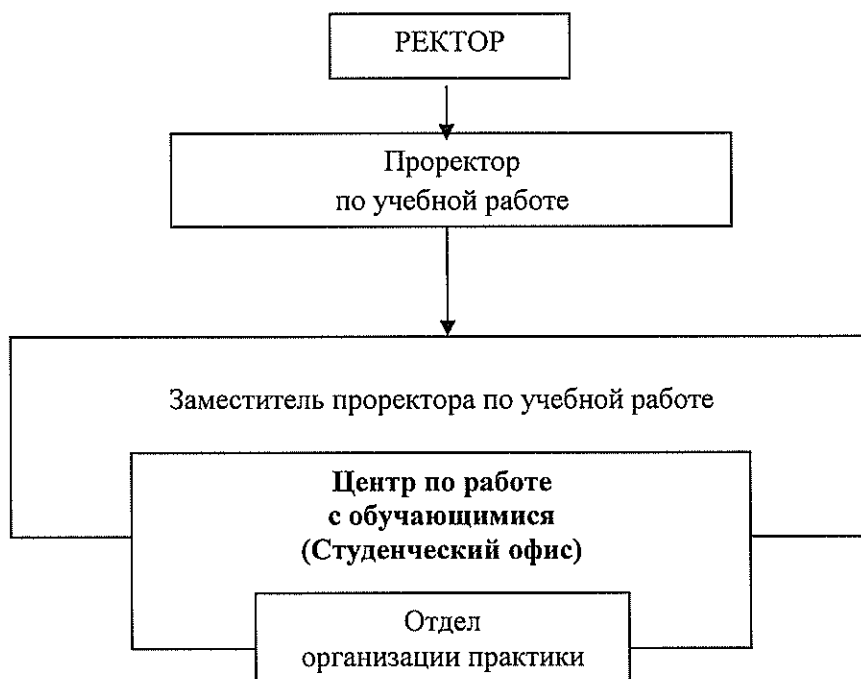 РЕКТОР
Проректор
по учебной работе
Заместитель проректора по учебной работе
Центр по работе
с обучающимися
(Студенческий офис)
Отдел
организации практики